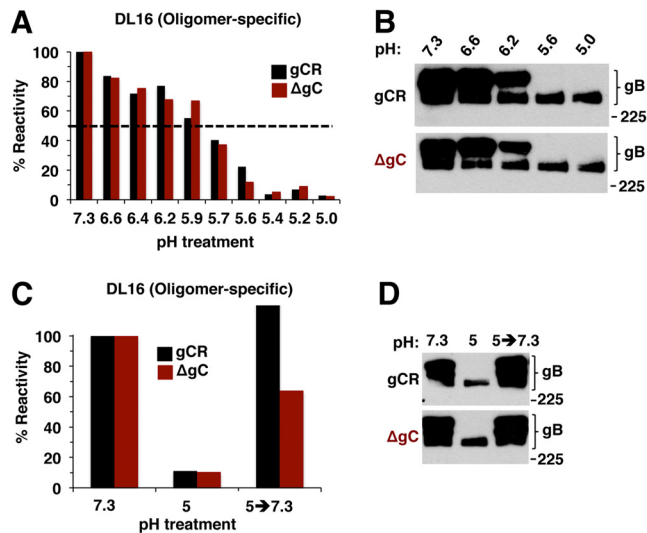 A
DL16 (Oligomer-specific)
% Reactivity
100
80
60
40
20
0
gCR
ΔgC
7.3 6.6 6.4 6.2 5.9 5.7 5.6 5.4 5.2 5.0
pH treatment
B
pH: 7.3 6.6 6.2 5.6 5.0
gCR
gB
-225
ΔgC
gB
-225
C
DL16 (Oligomer-specific)
% Reactivity
100
80
60
40
20
0
gCR
ΔgC
7.3 5 5➔7.3
pH treatment
D
pH: 7.3 5 5➔7.3
gCR
gB
-225
ΔgC
gB
-225